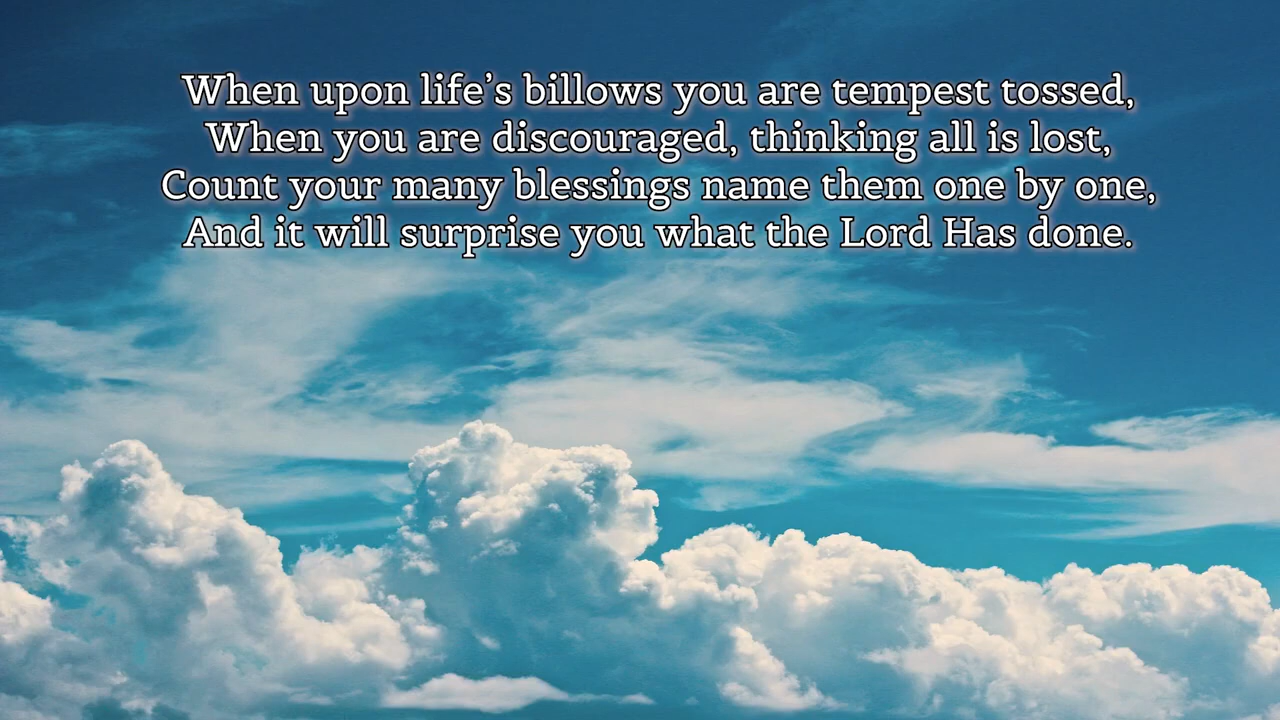 When upon life’s billows you are tempest tossed,
When you are discouraged, thinking all is lost,
Count your many blessings name them one by one,
And it will surprise you what the Lord Has done.